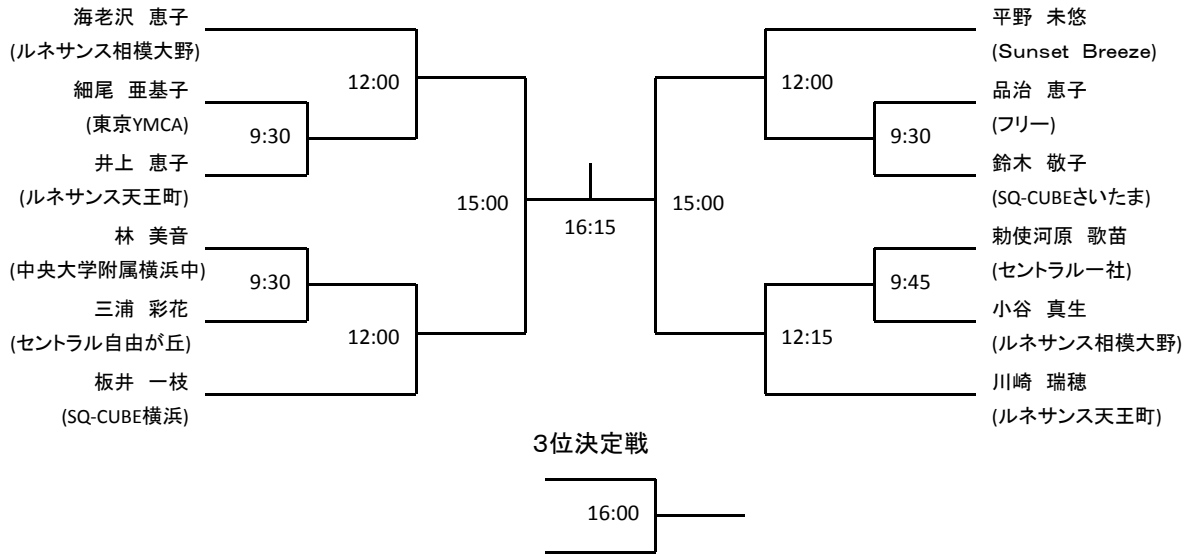 海老沢 恵子
(ルネサンス相模大野)
12:00
細尾 亜基子
(東京YMCA)
9:30
井上 恵子
(ルネサンス天王町)
15:00
林 美音
(中央大学附属横浜中)
9:30
三浦 彩花
(セントラル自由が丘)
12:00
板井 一枝
(SQ-CUBE横浜)
16:15
平野 未悠
(Sunset Breeze)
12:00
品治 恵子
(フリー)
9:30
鈴木 敬子
(SQ-CUBEさいたま)
15:00
勅使河原 歌苗
(セントラル一社)
9:45
小谷 真生
(ルネサンス相模大野)
12:15
川崎 瑞穂
(ルネサンス天王町)
3位決定戦
16:00